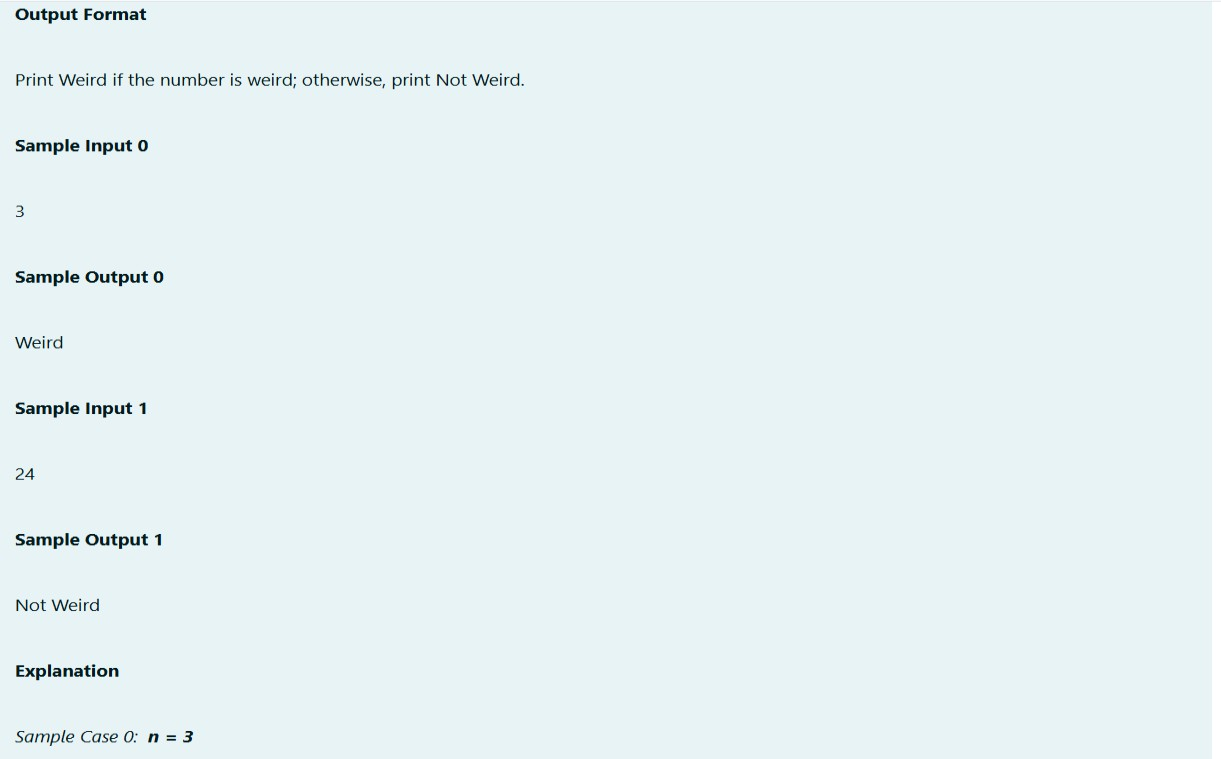 Output Format
Print Weird if the number is weird; otherwise, print Not Weird.
Sample Input 0
3
Sample Output 0
Weird
Sample Input 1
24
Sample Output 1
Not Weird
Explanation
Sample Case 0: n = 3